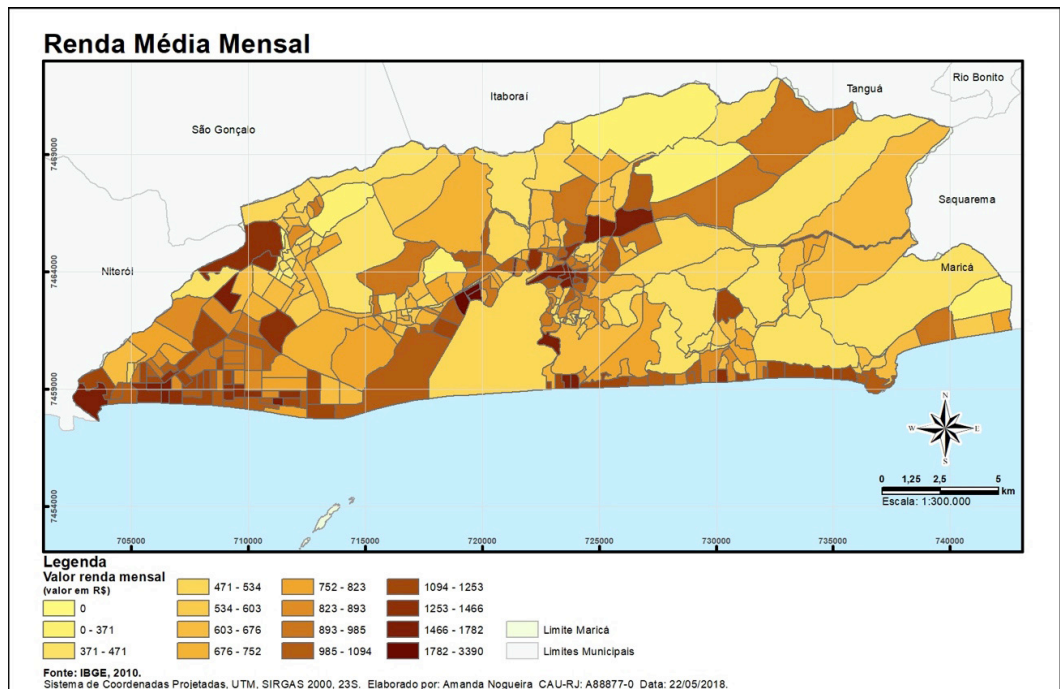 Renda Média Mensal
Rio Bonito
Tanguá
Itaboraí
São Gonçalo
7469000
Saquarema
Niterói
7464000
Maricá
7459000
N
W E
S
0 1,25 2,5 5
km
Escala: 1:300.000
7454000
705000 710000 715000 720000 725000 730000 735000 740000
Legenda
Valor renda mensal
(valor em R$)
0
0 - 371
371 - 471
471 - 534
534 - 603
603 - 676
676 - 752
752 - 823
823 - 893
893 - 985
985 - 1094
1094 - 1253
1253 - 1466
1466 - 1782
1782 - 3390
Limite Maricá
Limites Municipais
Fonte: IBGE, 2010.
Sistema de Coordenadas Projetadas, UTM, SIRGAS 2000, 23S. Elaborado por: Amanda Nogueira CAU-RJ: A88877-0 Data: 22/05/2018.